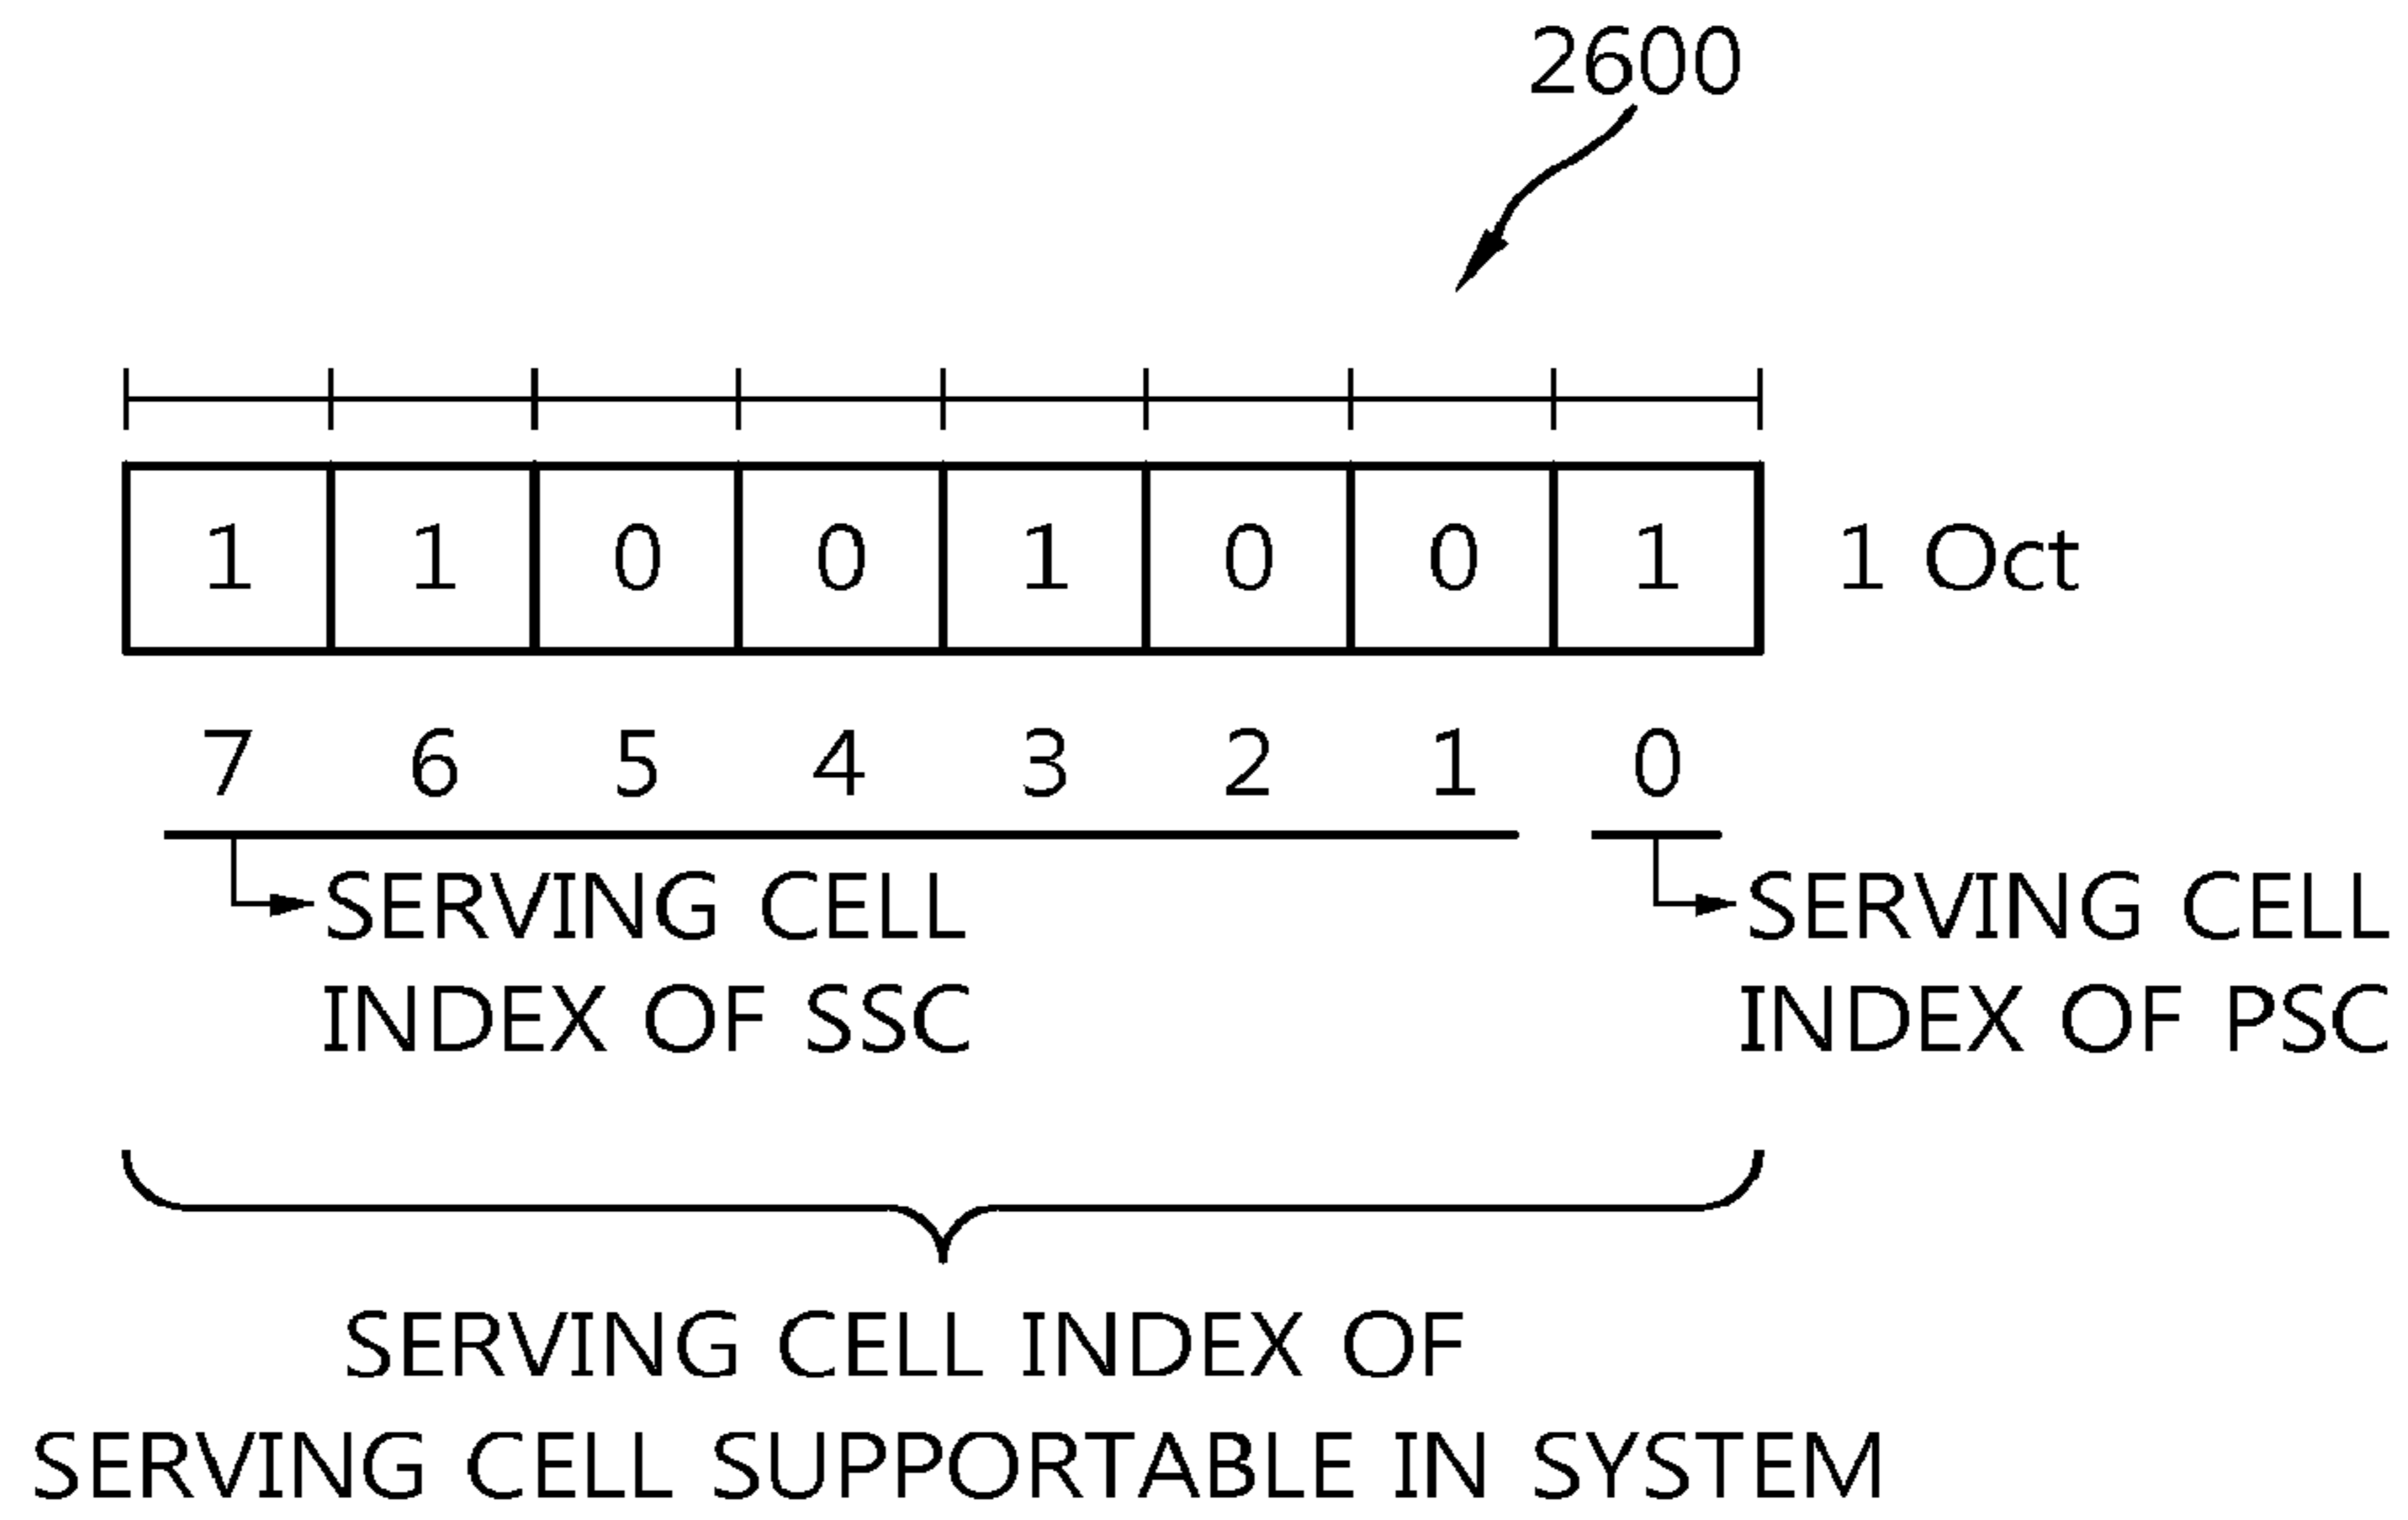 2600
1 1 0 0 1 0 0 1 1 Oct
7 6 5 4 3 2 1 0
SERVING CELL
INDEX OF SSC
SERVING CELL
INDEX OF PSC
SERVING CELL INDEX OF
SERVING CELL SUPPORTABLE IN SYSTEM